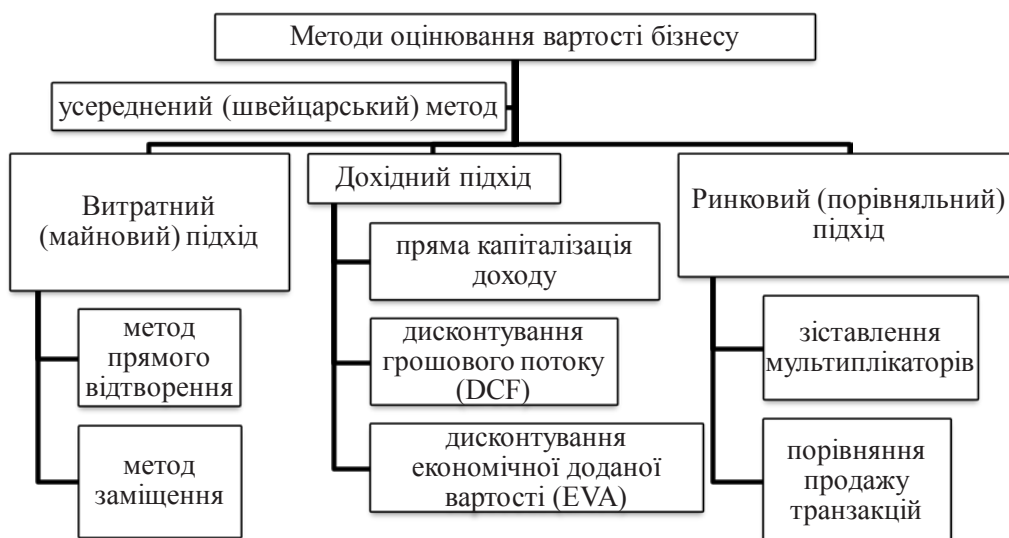 Методи оцінювання вартості бізнесу
усереднений (швейцарський) метод
Витратний
(майновий) підхід
метод
прямого
відтворення
метод
заміщення
Дохідний підхід
пряма капіталізація
доходу
дисконтування
грошового потоку
(DCF)
дисконтування
економічної доданої
вартості (EVA)
Ринковий (порівняльний)
підхід
зіставлення
мультиплікаторів
порівняння
продажу
транзакцій